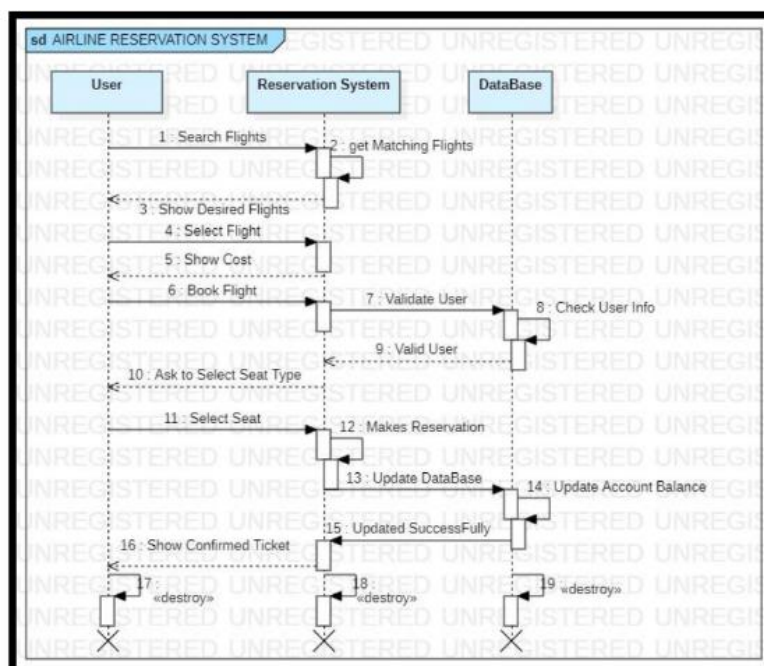 sd AIRLINE RESERVATION SYSTEM
User
Reservation System
DataBase
1 : Search Flights
2 : get Matching Flights
3 : Show Desired Flights
4 : Select Flight
5 : Show Cost
6 : Book Flight
7 : Validate User
8 : Check User Info
9 : Valid User
10 : Ask to Select Seat Type
11 : Select Seat
12 : Makes Reservation
13 : Update DataBase
14 : Update Account Balance
15 : Updated SuccessFully
16 : Show Confirmed Ticket
17 :
«destroy»
18 :
«destroy»
19 :
«destroy»
UNREGISTERED UNREGISTERED UNREGIS